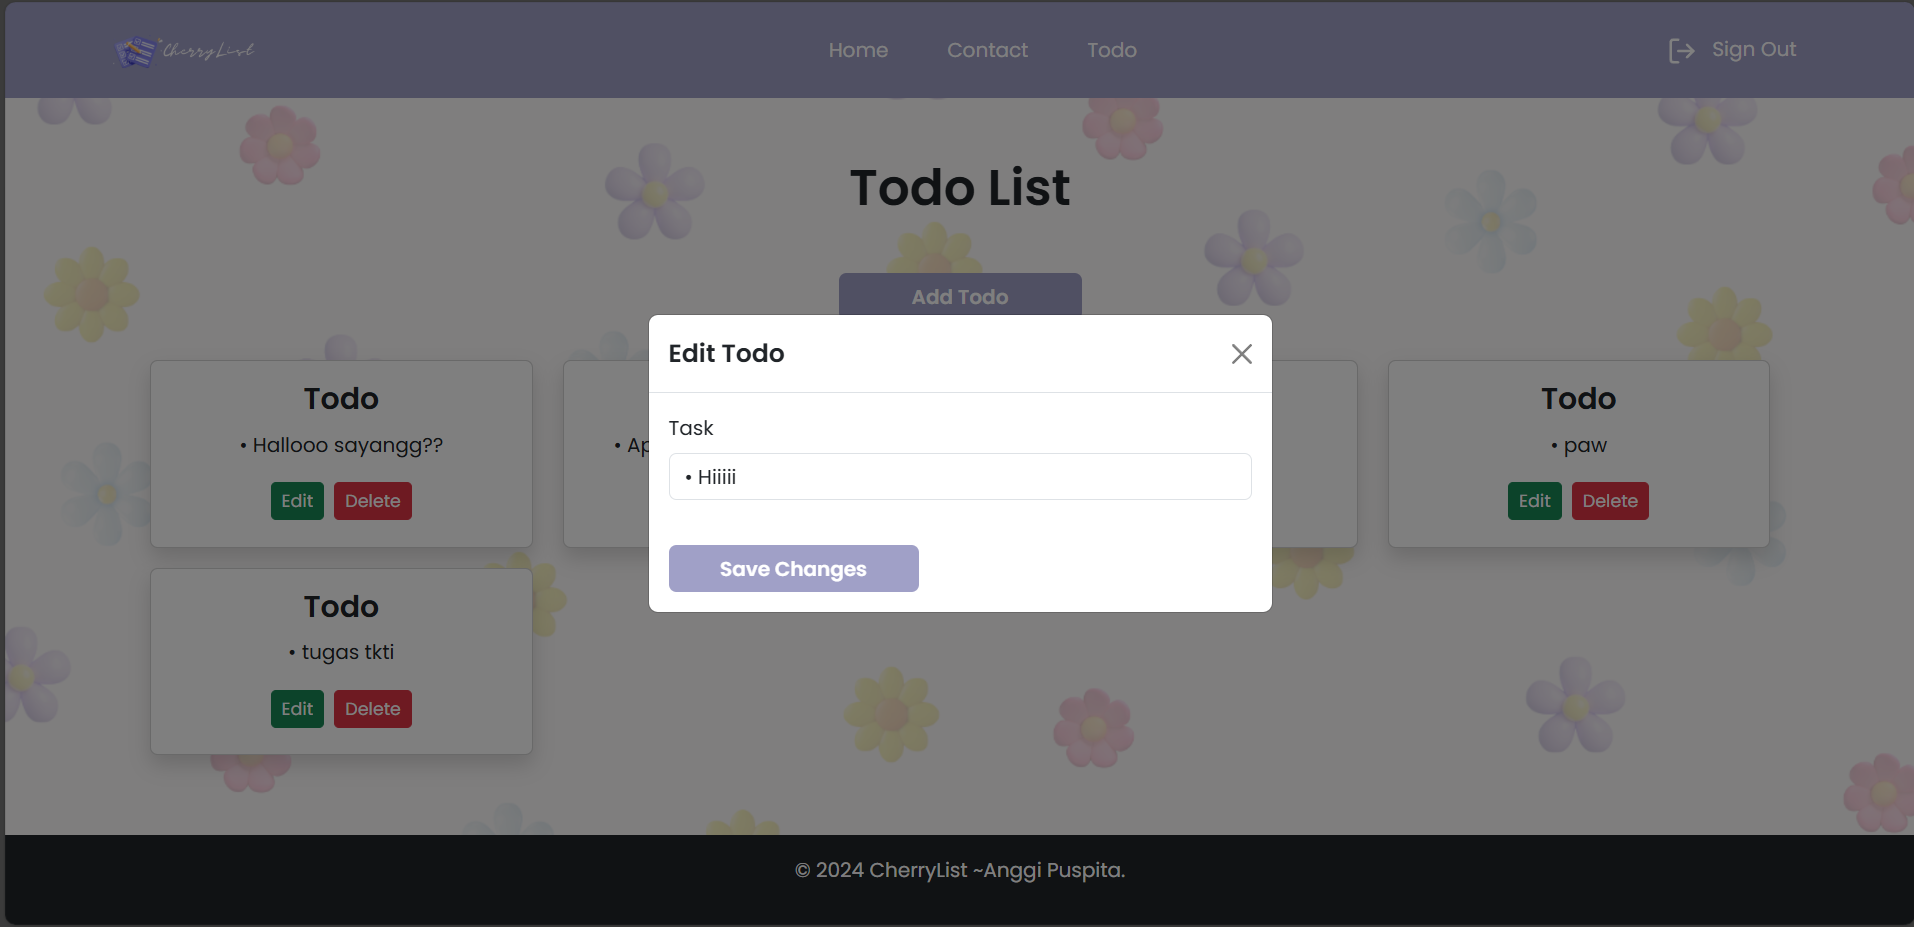 CherryList
Home
Contact
Todo
Sign Out
Todo List
Add Todo
Edit Todo
Task
• Hiiiii
Save Changes
Todo
• Hallooo sayangg??
Edit
Delete
Todo
• paw
Edit
Delete
Todo
• tugas tkti
Edit
Delete
© 2024 CherryList ~Anggi Puspita.